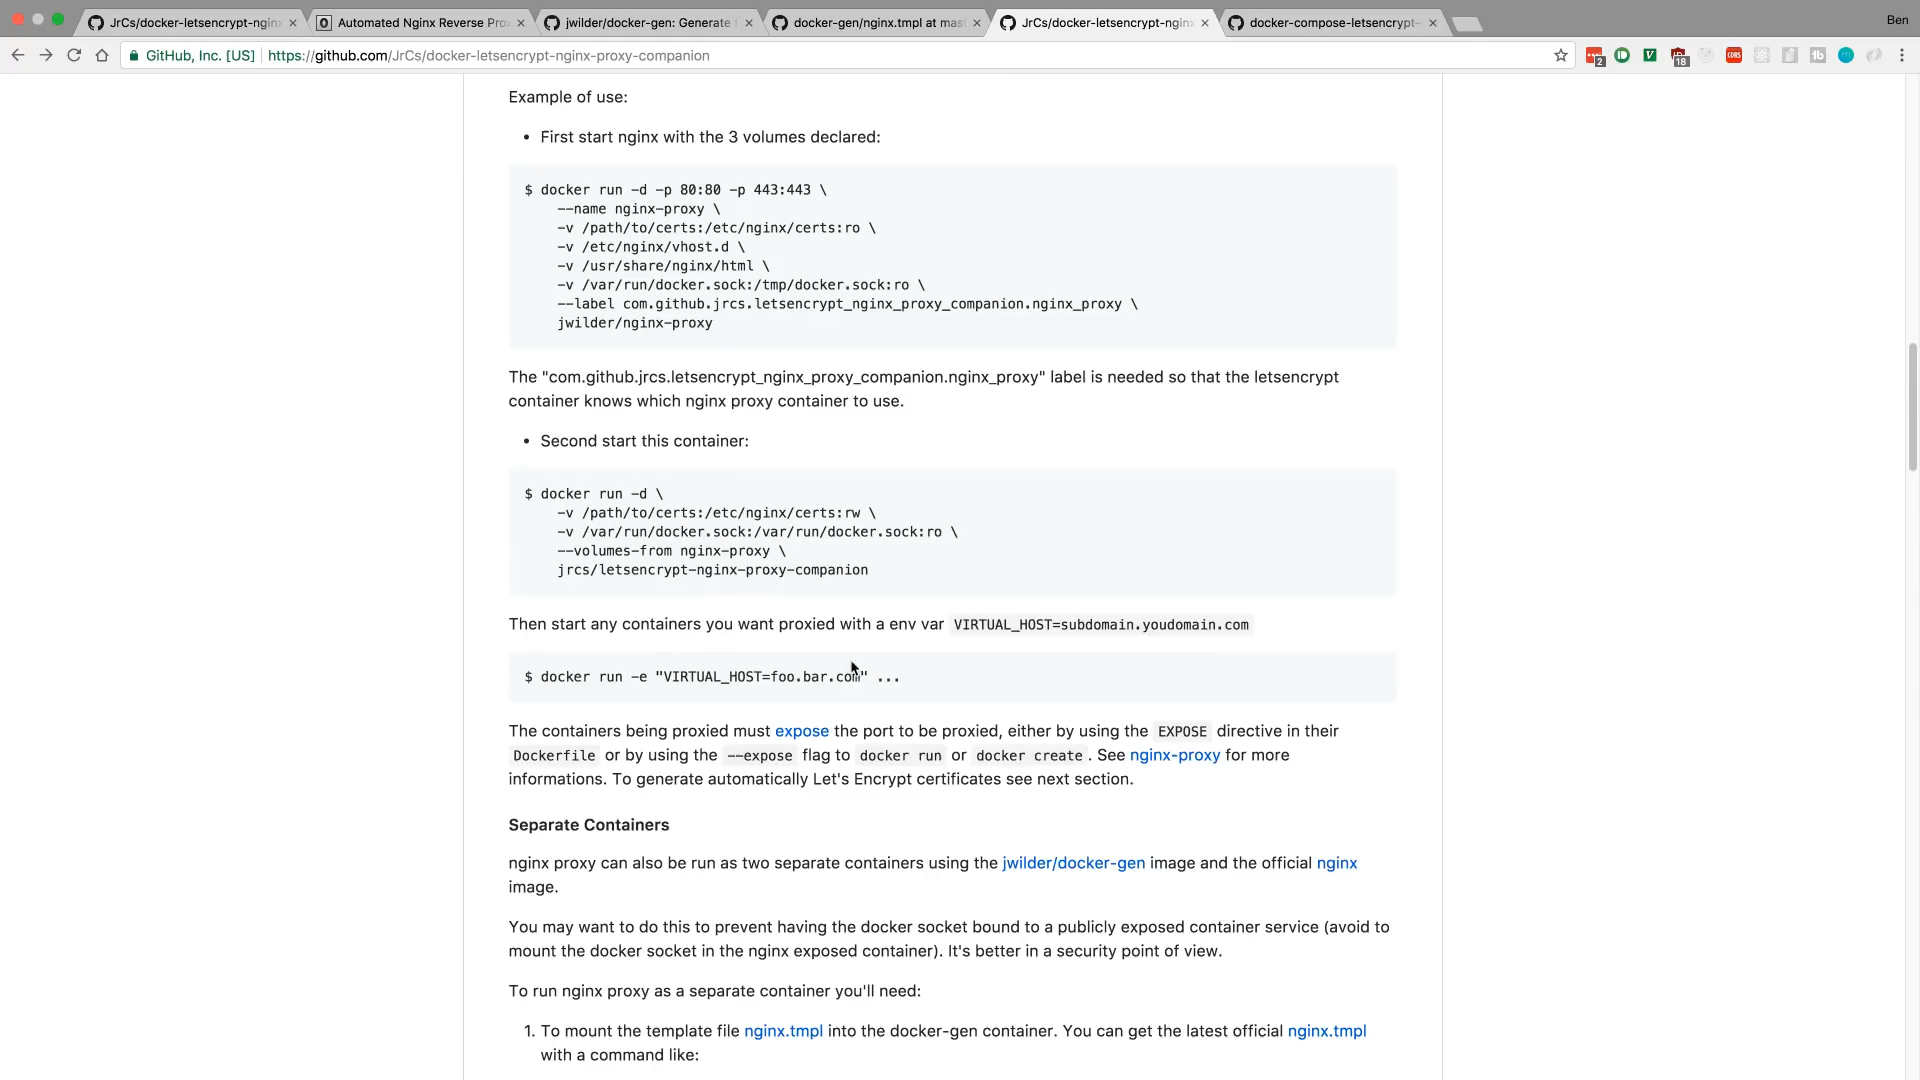 JrCs/docker-letsencrypt-nginx
Automated Nginx Reverse Pro
jwilder/docker-gen: Generate f
docker-gen/nginx.tmpl at mas
JrCs/docker-letsencrypt-nginx
docker-compose-letsencrypt-
Ben
GitHub, Inc. [US]
https://github.com/JrCs/docker-letsencrypt-nginx-proxy-companion
2
18
CORS
Example of use:
• First start nginx with the 3 volumes declared:
$ docker run -d -p 80:80 -p 443:443 \
--name nginx-proxy \
-v /path/to/certs:/etc/nginx/certs:ro \
-v /etc/nginx/vhost.d \
-v /usr/share/nginx/html \
-v /var/run/docker.sock:/tmp/docker.sock:ro \
--label com.github.jrcs.letsencrypt_nginx_proxy_companion.nginx_proxy \
jwilder/nginx-proxy
The "com.github.jrcs.letsencrypt_nginx_proxy_companion.nginx_proxy" label is needed so that the letsencrypt
container knows which nginx proxy container to use.
• Second start this container:
$ docker run -d \
-v /path/to/certs:/etc/nginx/certs:rw \
-v /var/run/docker.sock:/var/run/docker.sock:ro \
--volumes-from nginx-proxy \
jrcs/letsencrypt-nginx-proxy-companion
Then start any containers you want proxied with a env var VIRTUAL_HOST=subdomain.youdomain.com
$ docker run -e "VIRTUAL_HOST=foo.bar.com" ...
The containers being proxied must expose the port to be proxied, either by using the EXPOSE directive in their
Dockerfile or by using the --expose flag to docker run or docker create . See nginx-proxy for more
informations. To generate automatically Let's Encrypt certificates see next section.
Separate Containers
nginx proxy can also be run as two separate containers using the jwilder/docker-gen image and the official nginx
image.
You may want to do this to prevent having the docker socket bound to a publicly exposed container service (avoid to
mount the docker socket in the nginx exposed container). It's better in a security point of view.
To run nginx proxy as a separate container you'll need:
1. To mount the template file nginx.tmpl into the docker-gen container. You can get the latest official nginx.tmpl
with a command like: